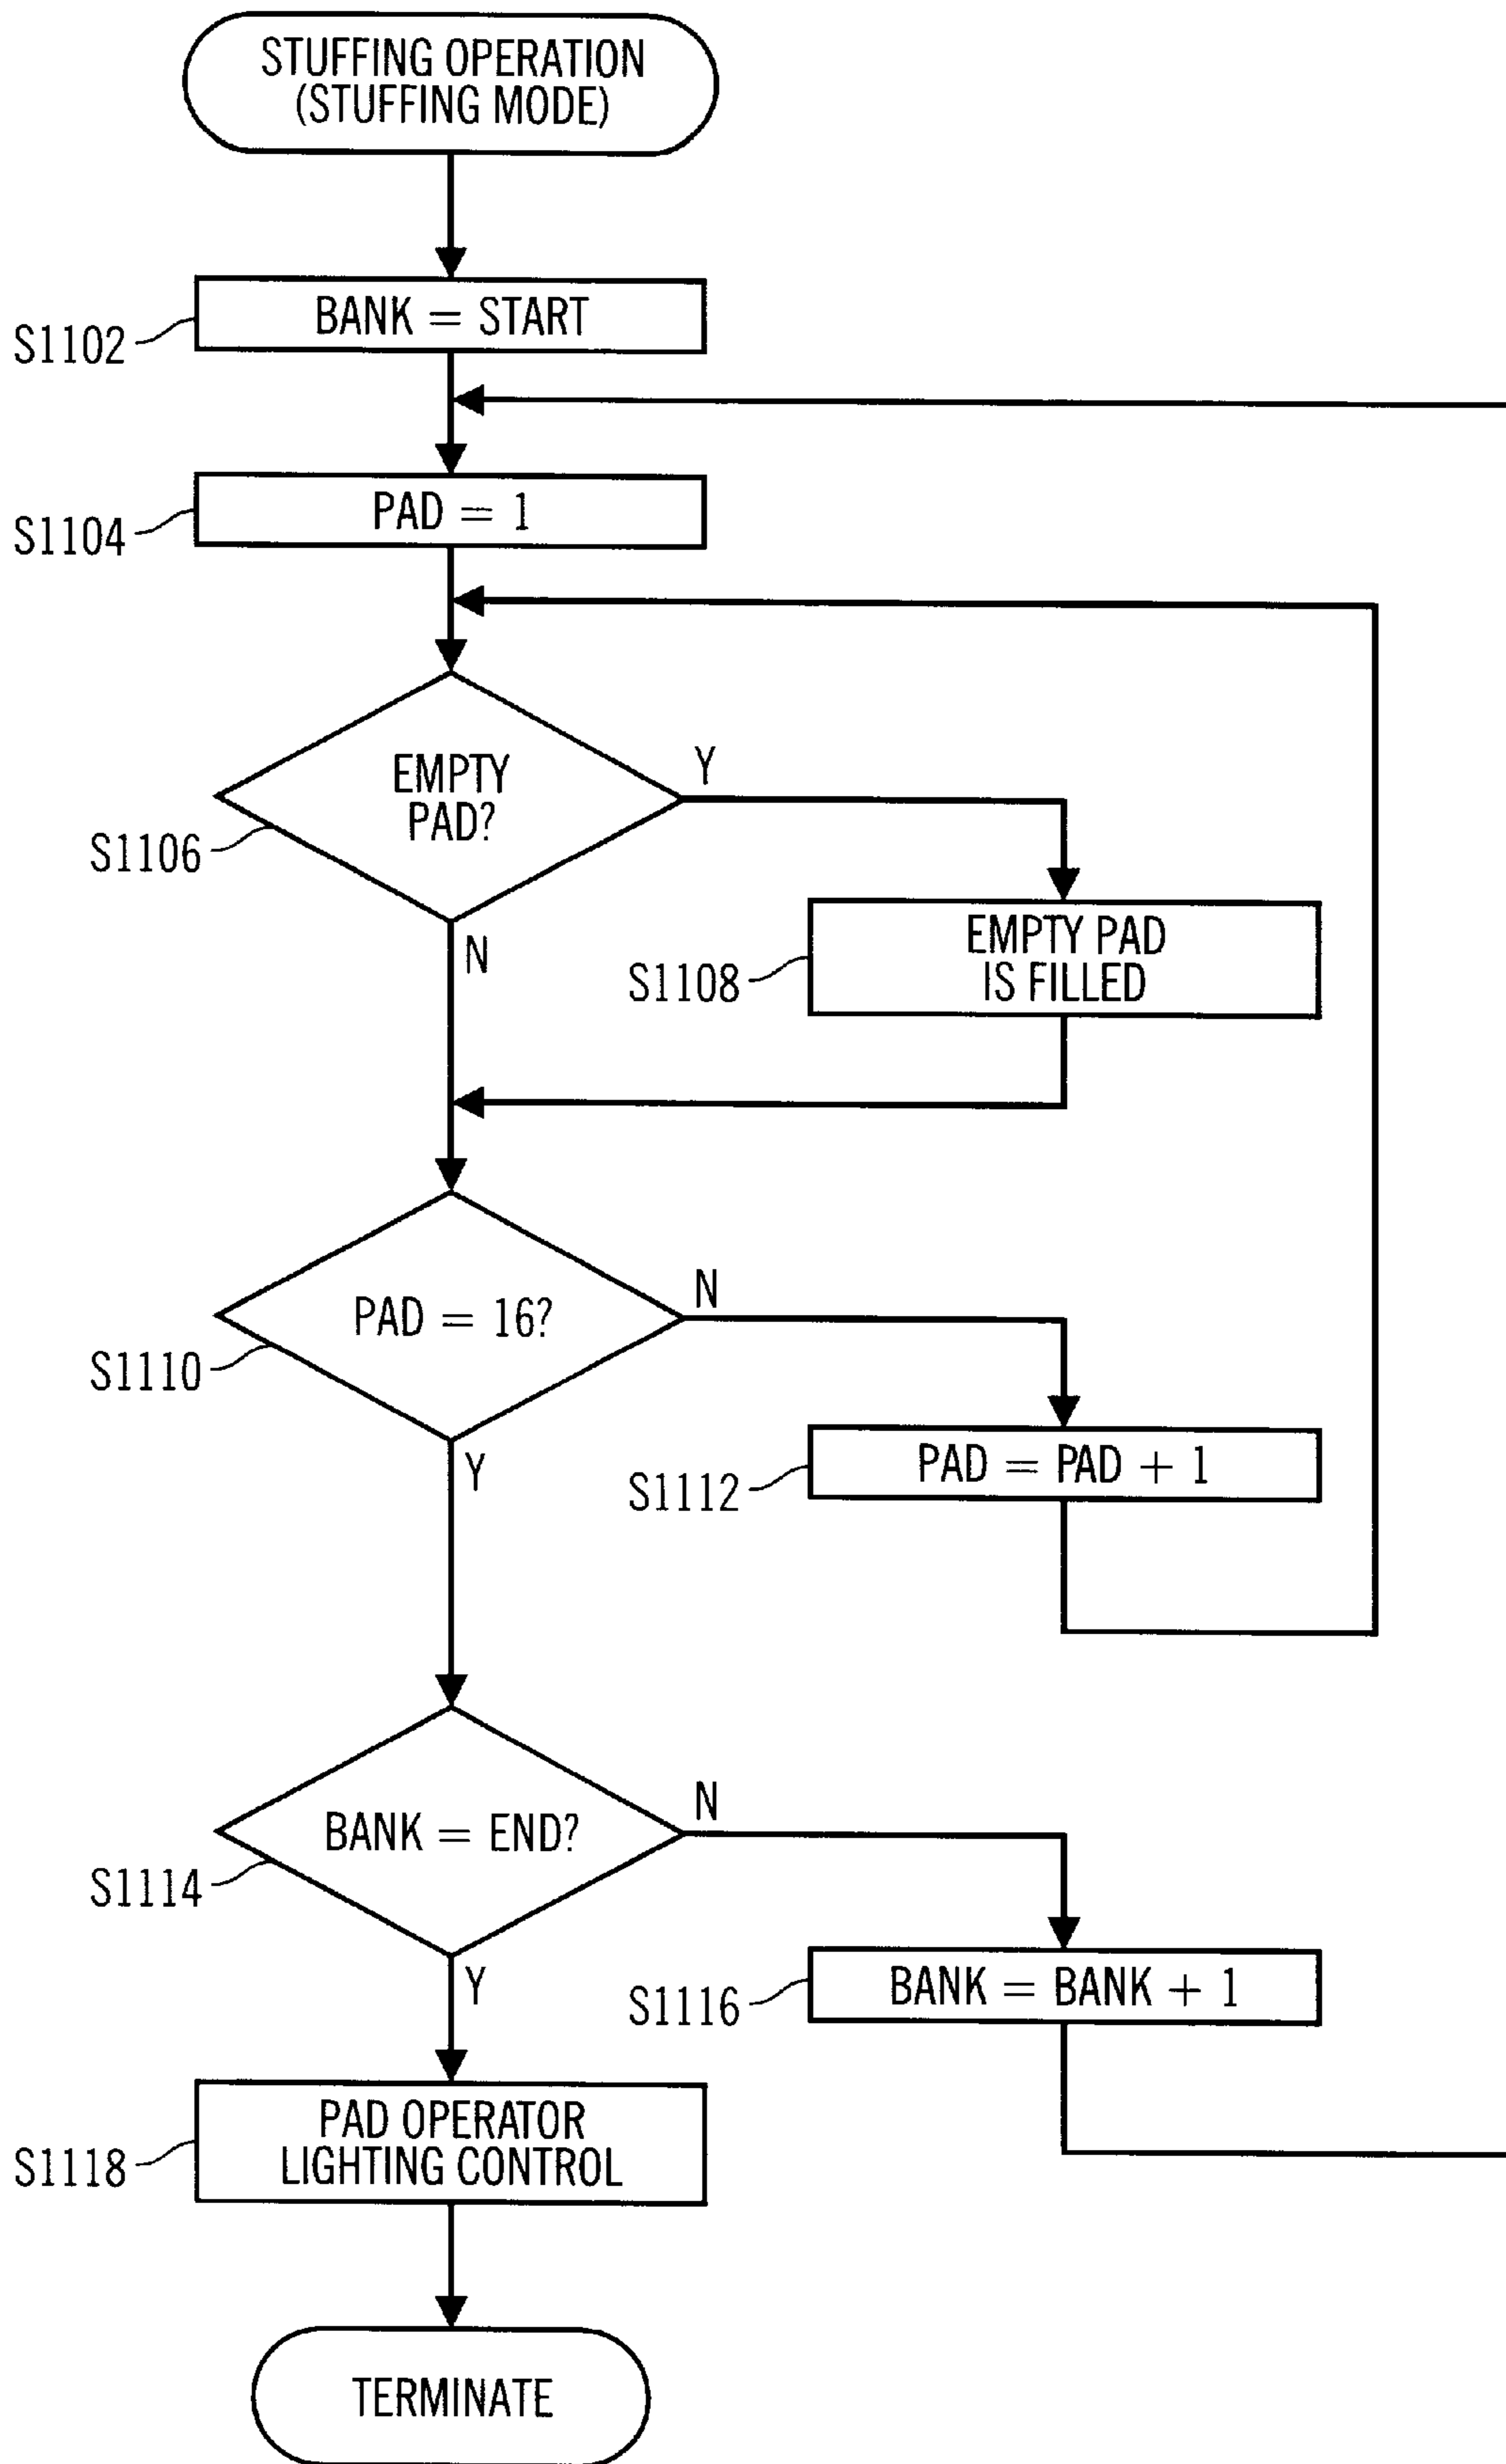 STUFFING OPERATION
(STUFFING MODE)
BANK = START
S1102
PAD = 1
S1104
EMPTY
PAD?
Y
S1106
N
EMPTY PAD
IS FILLED
S1108
PAD = 16?
N
S1110
Y
PAD = PAD + 1
S1112
BANK = END?
N
S1114
Y
BANK = BANK + 1
S1116
PAD OPERATOR
LIGHTING CONTROL
S1118
TERMINATE